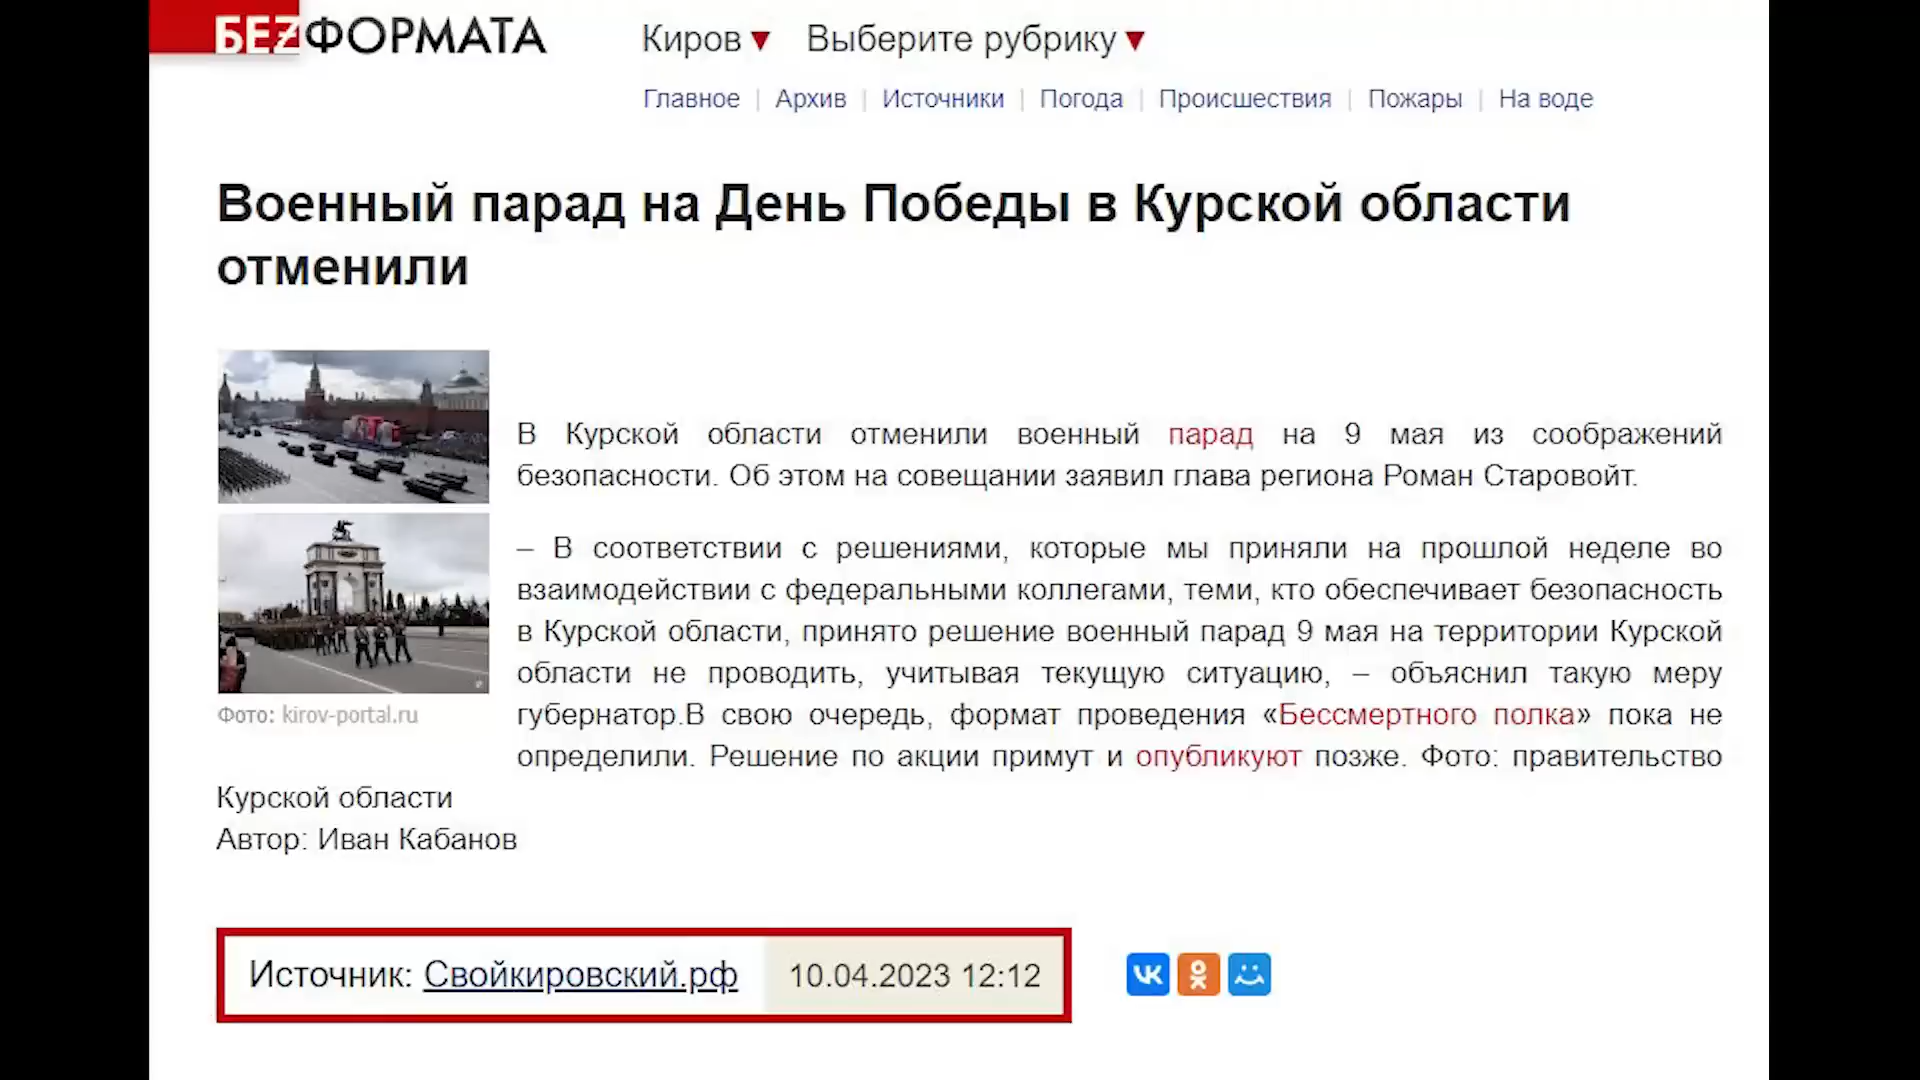 БЕZФОРМАТА
Киров Выберите рубрику
Главное | Архив | Источники | Погода | Происшествия | Пожары | На воде
Военный парад на День Победы в Курской области
отменили
В Курской области отменили военный парад на 9 мая из соображений
безопасности. Об этом на совещании заявил глава региона Роман Старовойт.
– В соответствии с решениями, которые мы приняли на прошлой неделе во
взаимодействии с федеральными коллегами, теми, кто обеспечивает безопасность
в Курской области, принято решение военный парад 9 мая на территории Курской
области не проводить, учитывая текущую ситуацию, – объяснил такую меру
губернатор.В свою очередь, формат проведения «Бессмертного полка» пока не
определили. Решение по акции примут и опубликуют позже. Фото: правительство
Курской области
Автор: Иван Кабанов
Фото: kirov-portal.ru
Источник: Свойкировский.рф 10.04.2023 12:12